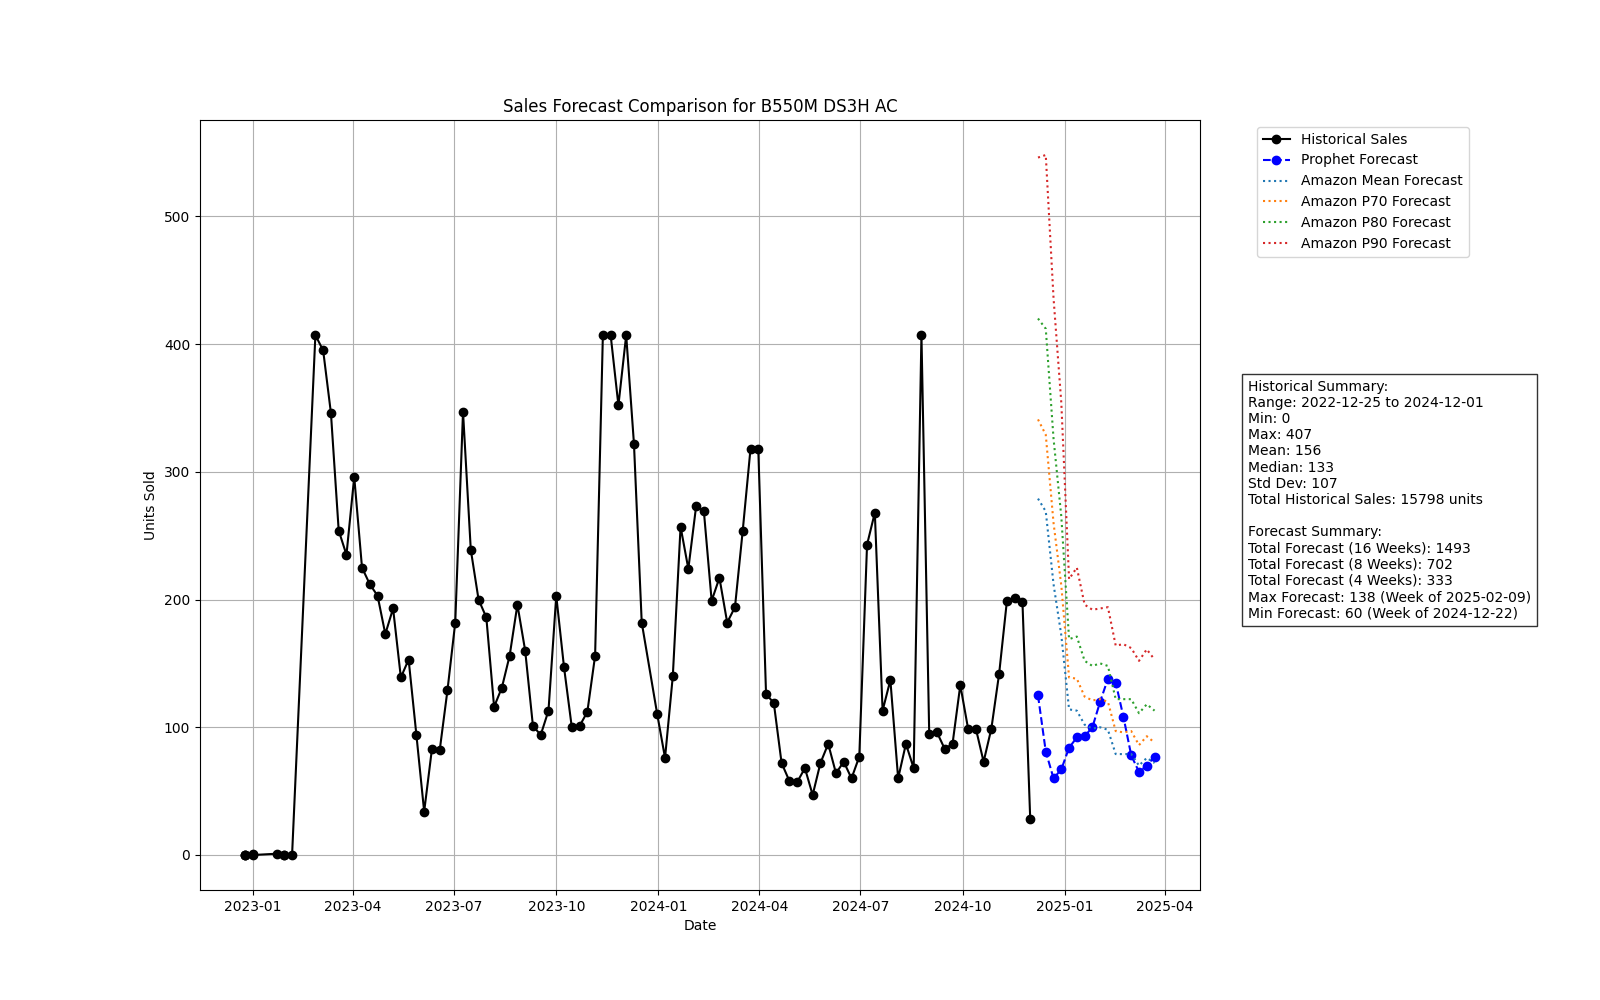 Sales Forecast Comparison for B550M DS3H AC
Historical Sales
Prophet Forecast
Amazon Mean Forecast
Amazon P70 Forecast
Amazon P80 Forecast
Amazon P90 Forecast
Units Sold
500
400
300
200
100
0
2023-01
2023-04
2023-07
2023-10
2024-01
2024-04
2024-07
2024-10
2025-01
2025-04
Date
Historical Summary:
Range: 2022-12-25 to 2024-12-01
Min: 0
Max: 407
Mean: 156
Median: 133
Std Dev: 107
Total Historical Sales: 15798 units
Forecast Summary:
Total Forecast (16 Weeks): 1493
Total Forecast (8 Weeks): 702
Total Forecast (4 Weeks): 333
Max Forecast: 138 (Week of 2025-02-09)
Min Forecast: 60 (Week of 2024-12-22)